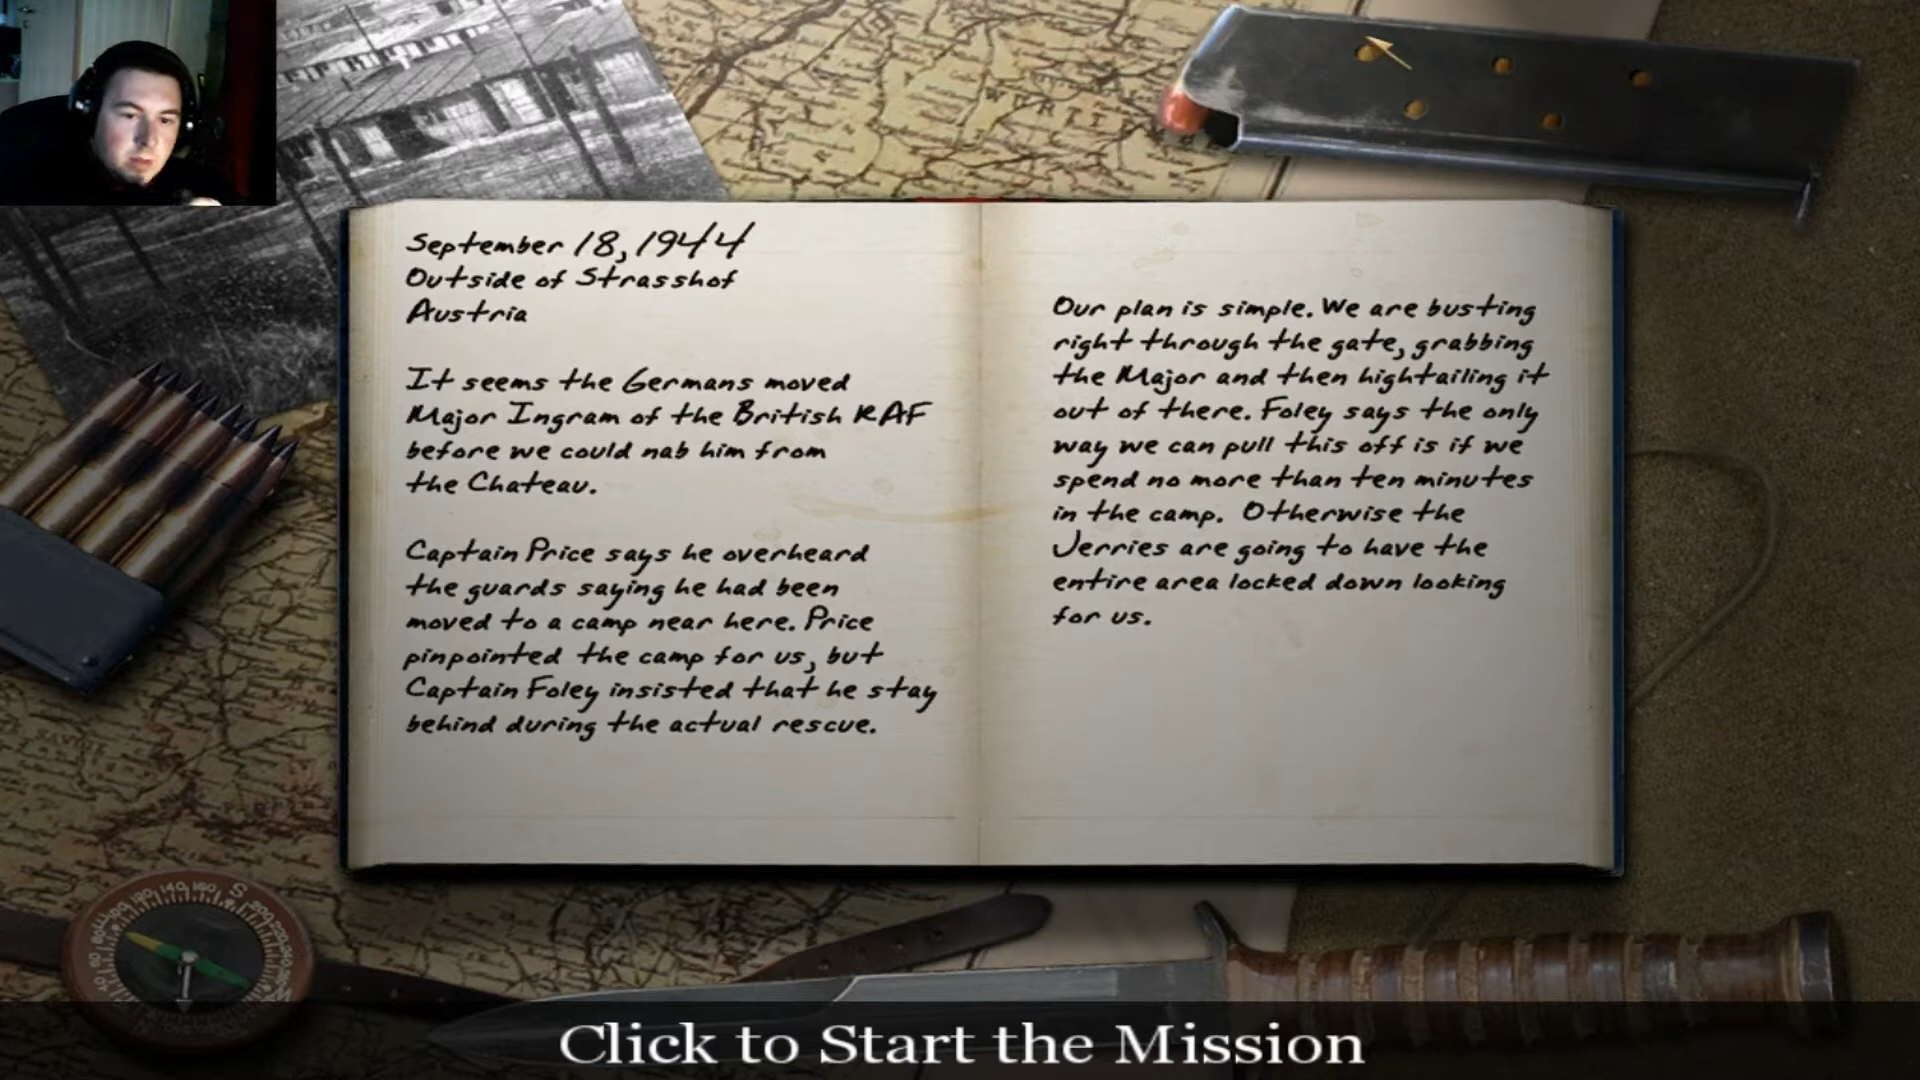 September 18, 1944
Outside of Strasshof
Austria
It seems the Germans moved
Major Ingram of the British RAF
before we could nab him from
the Chateau.
Captain Price says he overheard
the guards saying he had been
moved to a camp near here. Price
pinpointed the camp for us, but
Captain Foley insisted that he stay
behind during the actual rescue.
Our plan is simple. We are busting
right through the gate, grabbing
the Major and then hightailing it
out of there. Foley says the only
way we can pull this off is if we
spend no more than ten minutes
in the camp. Otherwise the
Jerries are going to have the
entire area locked down looking
for us.
Click to Start the Mission